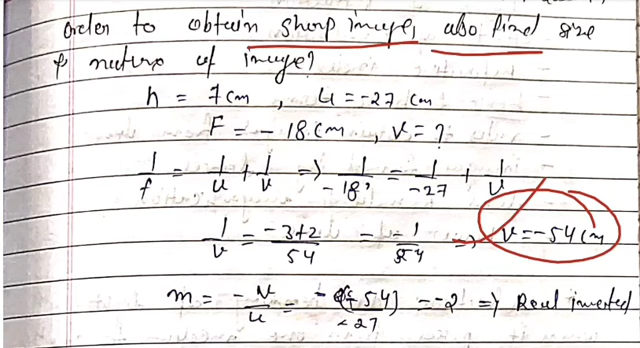 order to obtain sharp image, also find size
& nature of image?
h = 7cm , u = -27 cm
F = - 18 cm , v = ?
1/f = 1/u + 1/v => 1/-18 = 1/-27 + 1/v
1/v = -3+2/54 = -1/54 => v = -54 cm
m = - v/u = - (-54)/-27 = -2 => Real inverted